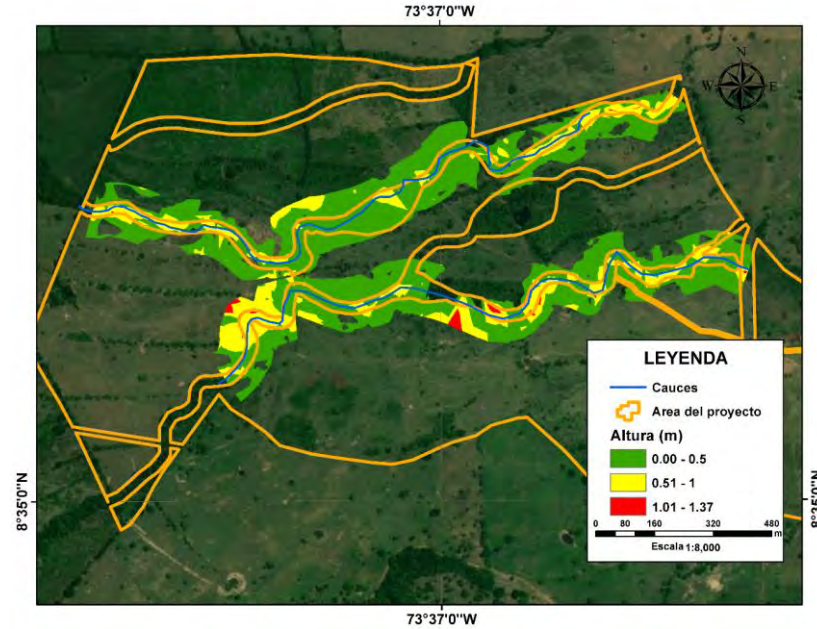 73°37'0"W
N
W E
S
8°35'0"N
8°35'0"N
LEYENDA
Cauces
Area del proyecto
Altura (m)
0.00 - 0.5
0.51 - 1
1.01 - 1.37
0 80 160 320 480
m
Escala 1:8,000
73°37'0"W